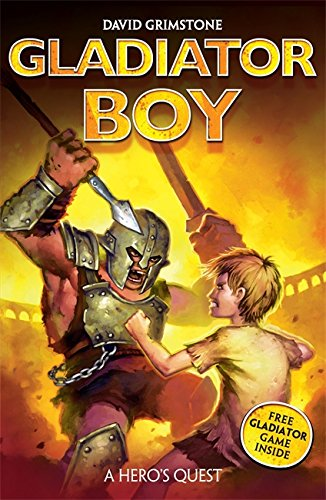 DAVID GRIMSTONE
GLADIATOR
BOY
FREE
GLADIATOR
GAME
INSIDE
A HERO'S QUEST